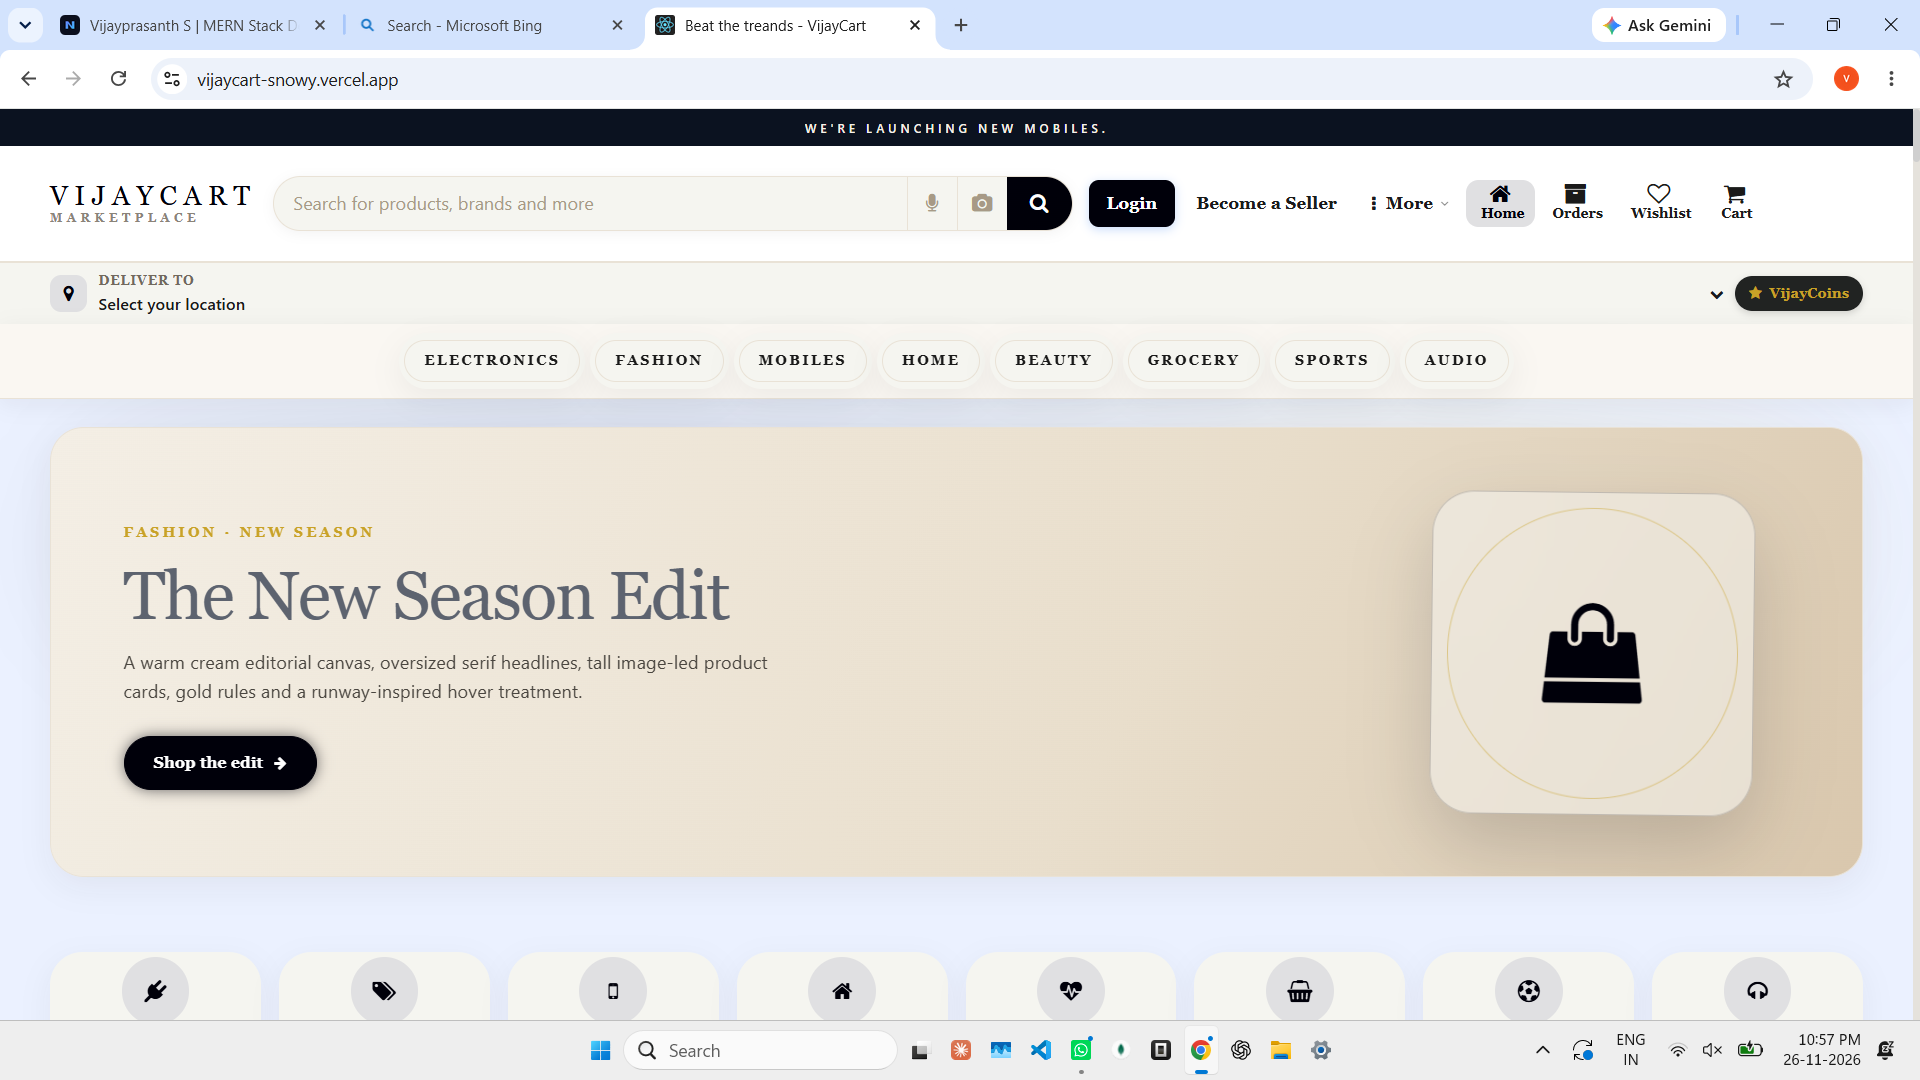 Vijayprasanth S | MERN Stack D
Search - Microsoft Bing
Beat the treands - VijayCart
Ask Gemini
vijaycart-snowy.vercel.app
V
WE'RE LAUNCHING NEW MOBILES.
VIJAYCART
MARKETPLACE
Search for products, brands and more
Login
Become a Seller
More
Home
Orders
Wishlist
Cart
DELIVER TO
Select your location
VijayCoins
ELECTRONICS
FASHION
MOBILES
HOME
BEAUTY
GROCERY
SPORTS
AUDIO
FASHION · NEW SEASON
The New Season Edit
A warm cream editorial canvas, oversized serif headlines, tall image-led product
cards, gold rules and a runway-inspired hover treatment.
Shop the edit
Search
ENG
IN
10:57 PM
26-11-2026